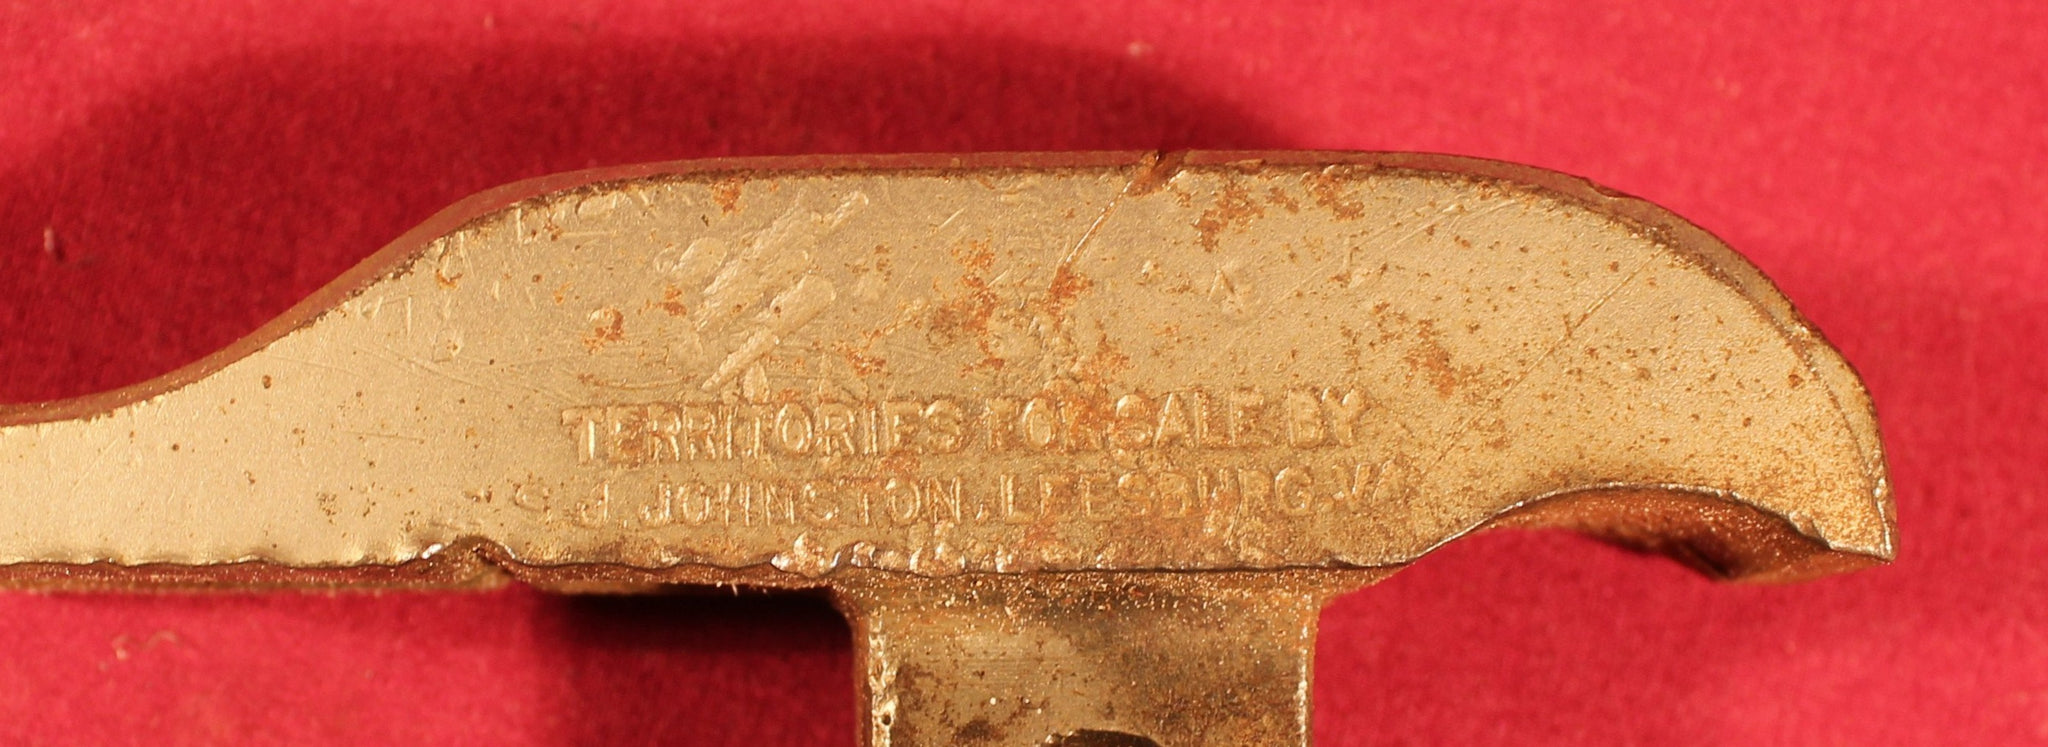 TERRITORIES FOR SALE BY
S. J. JOHNSTON, LEESBURG, VA